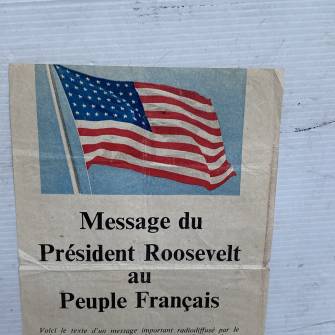 Message du
Président Roosevelt
au
Peuple Français
Voici le texte d'un message important radiodiffusé par le